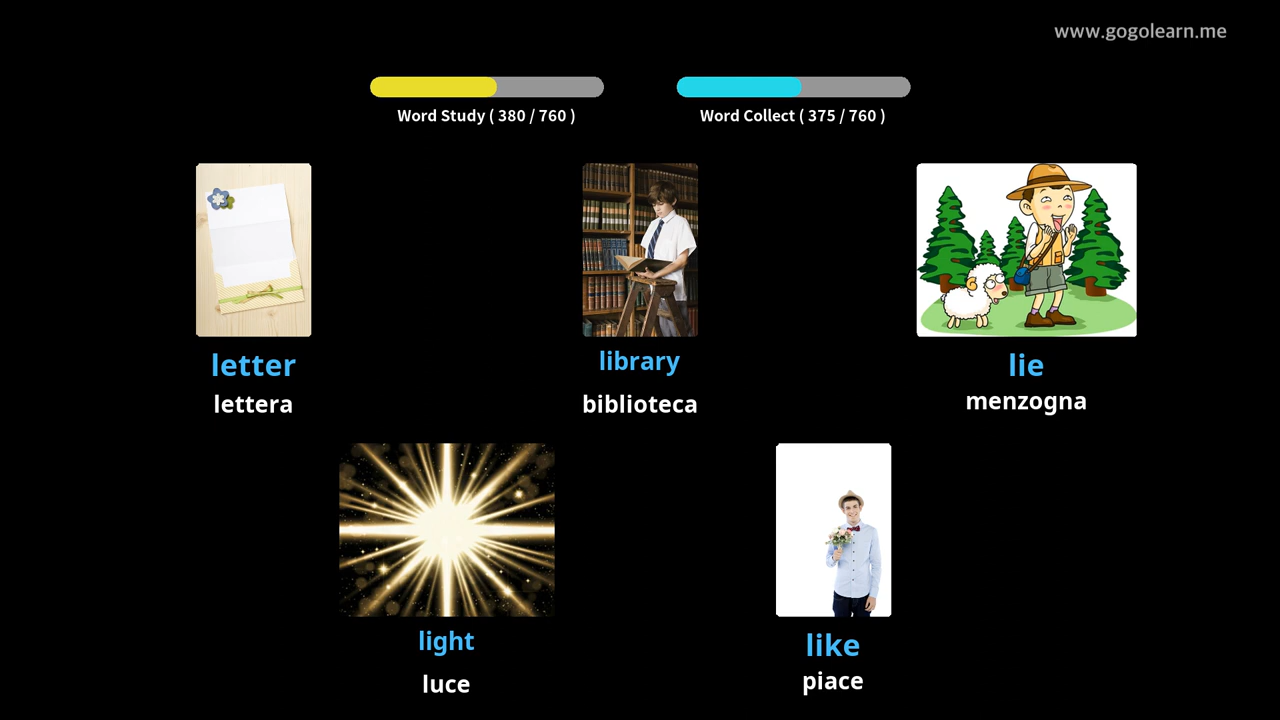 www.gogolearn.me
Word Study ( 380 / 760 )
Word Collect ( 375 / 760 )
letter
lettera
library
biblioteca
lie
menzogna
light
luce
like
piace